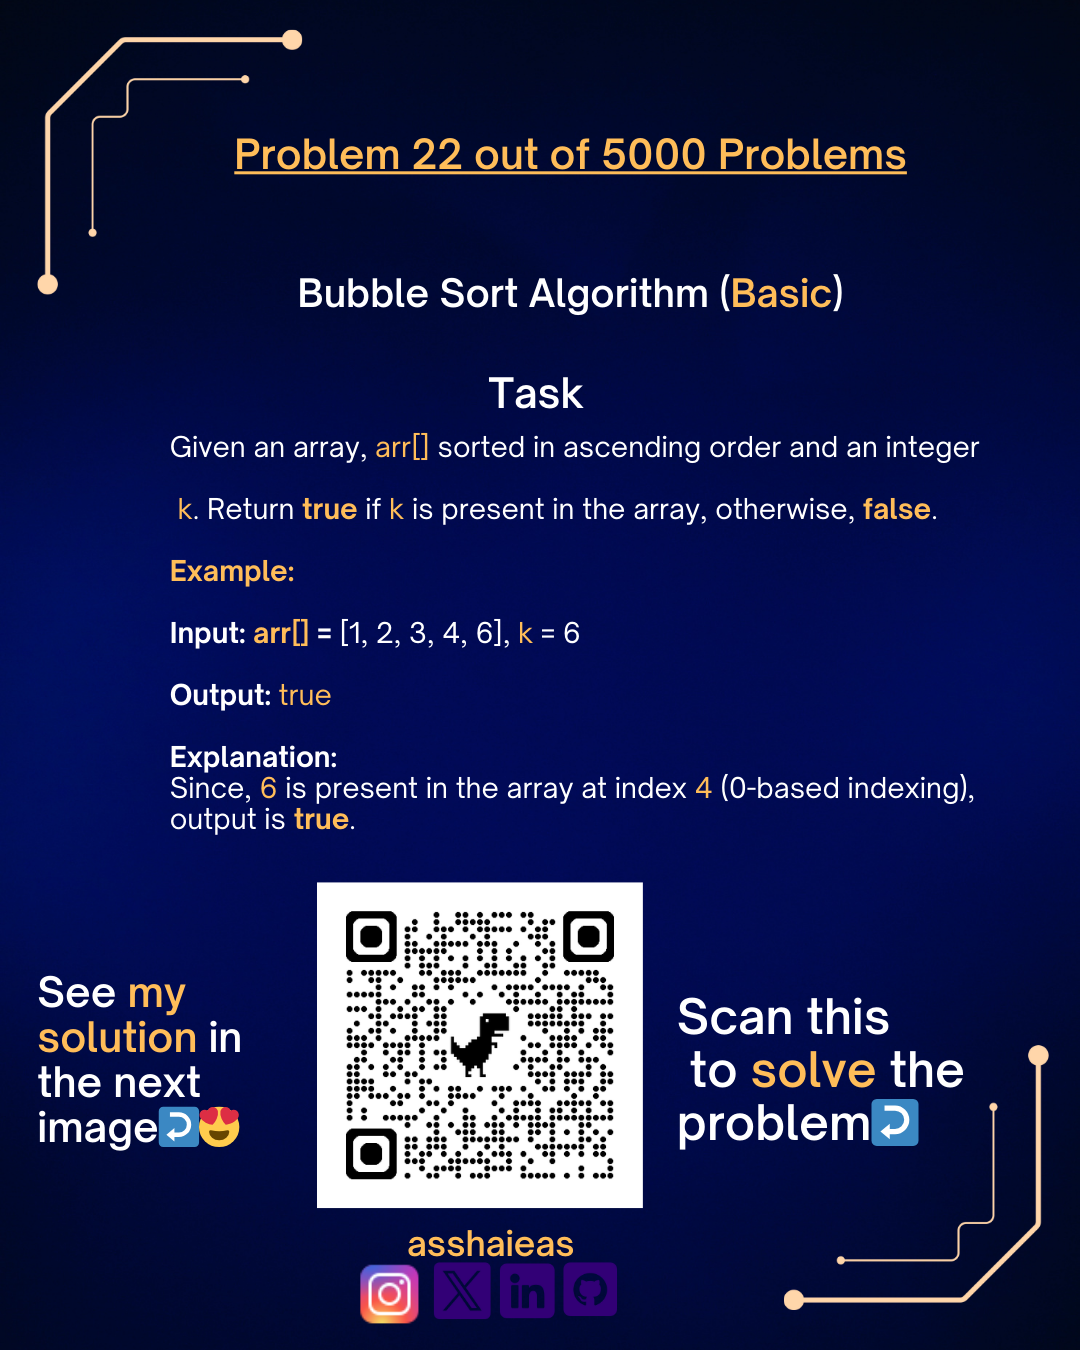 Problem 22 out of 5000 Problems
Bubble Sort Algorithm (Basic)
Task
Given an array, arr[] sorted in ascending order and an integer
k. Return true if k is present in the array, otherwise, false.
Example:
Input: arr[] = [1, 2, 3, 4, 6], k = 6
Output: true
Explanation:
Since, 6 is present in the array at index 4 (0-based indexing),
output is true.
See my
solution in
the next
image↩️😍
Scan this
to solve the
problem↩️
asshaieas